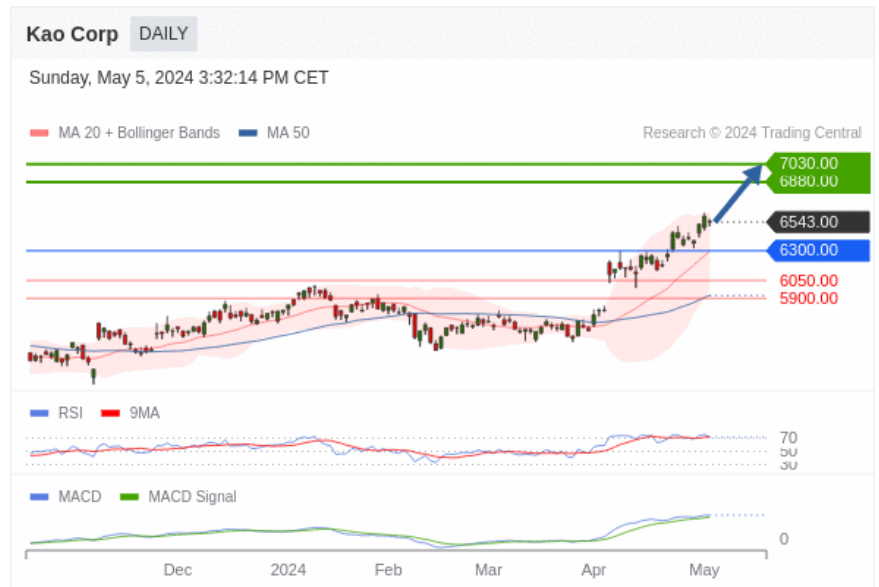 Kao Corp DAILY
Sunday, May 5, 2024 3:32:14 PM CET
MA 20 + Bollinger Bands MA 50 Research © 2024 Trading Central
7030.00
6880.00
6543.00
6300.00
6050.00
5900.00
RSI 9MA
70
50
30
MACD MACD Signal
0
Dec 2024 Feb Mar Apr May